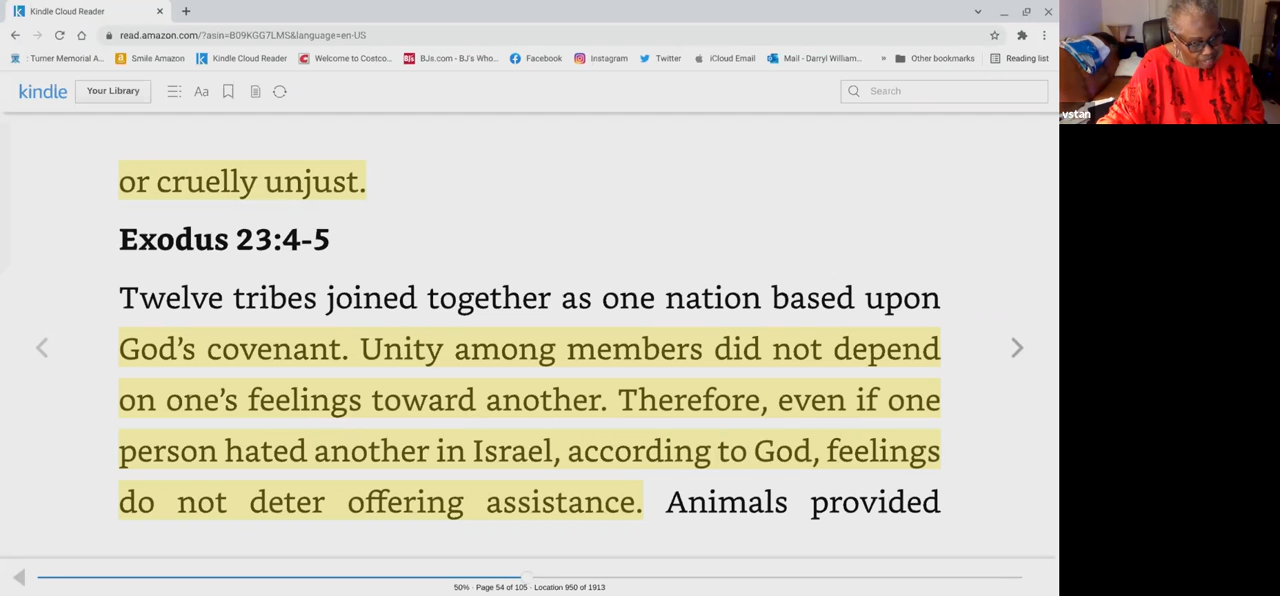 Kindle Cloud Reader
read.amazon.com/?asin=B09KGG7LMS&language=en-US
: Turner Memorial A... Smile Amazon Kindle Cloud Reader Welcome to Costco... BJs.com - BJ's Who... Facebook Instagram Twitter iCloud Email Mail - Darryl William... » Other bookmarks Reading list
kindle Your Library Aa Search
vstan
or cruelly unjust.
Exodus 23:4-5
Twelve tribes joined together as one nation based upon
God's covenant. Unity among members did not depend
on one's feelings toward another. Therefore, even if one
person hated another in Israel, according to God, feelings
do not deter offering assistance. Animals provided
50% · Page 54 of 105 · Location 950 of 1913